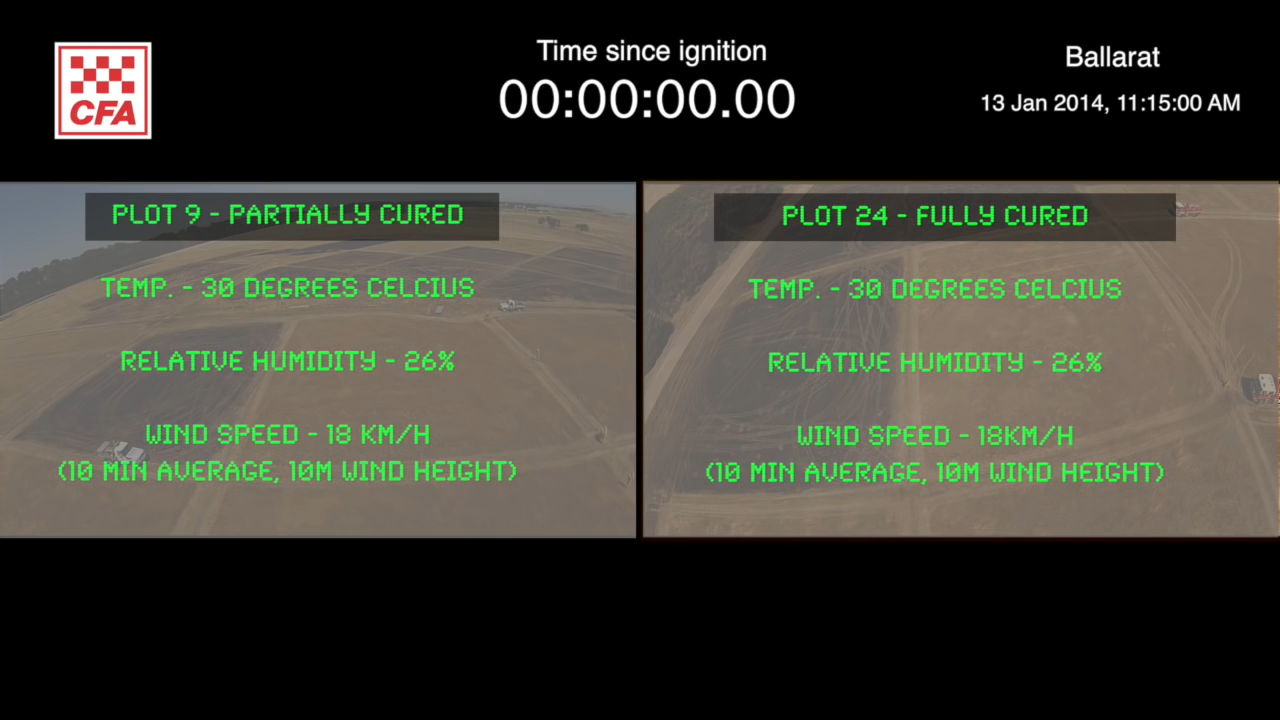 CFA
Time since ignition
00:00:00.00
Ballarat
13 Jan 2014, 11:15:00 AM
PLOT 9 - PARTIALLY CURED
TEMP. - 30 DEGREES CELCIUS
RELATIVE HUMIDITY - 26%
WIND SPEED - 18 KM/H
(10 MIN AVERAGE, 10M WIND HEIGHT)
PLOT 24 - FULLY CURED
TEMP. - 30 DEGREES CELCIUS
RELATIVE HUMIDITY - 26%
WIND SPEED - 18KM/H
(10 MIN AVERAGE, 10M WIND HEIGHT)